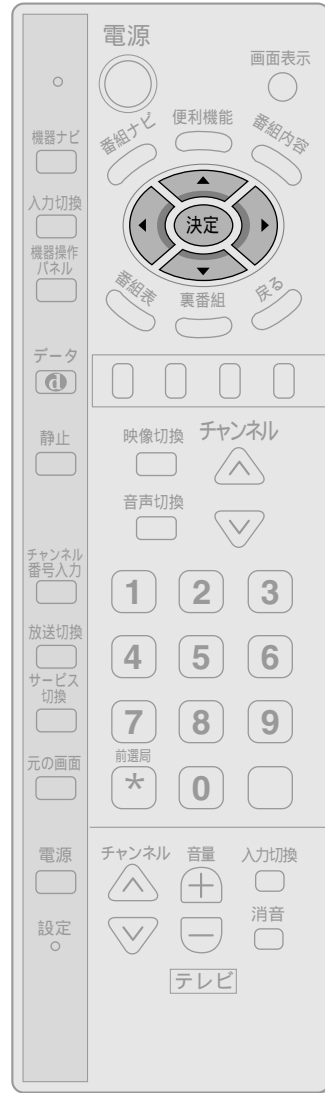 電源
画面表示
機器ナビ
番組ナビ
便利機能
番組内容
入力切換
決定
機器操作
パネル
番組表
裏番組
戻る
データ
d
静止
映像切換
チャンネル
音声切換
チャンネル
番号入力
1 2 3
放送切換
4 5 6
サービス
切換
7 8 9
元の画面
前選局
* 0
電源
チャンネル
音量
入力切換
設定
消音
テレビ